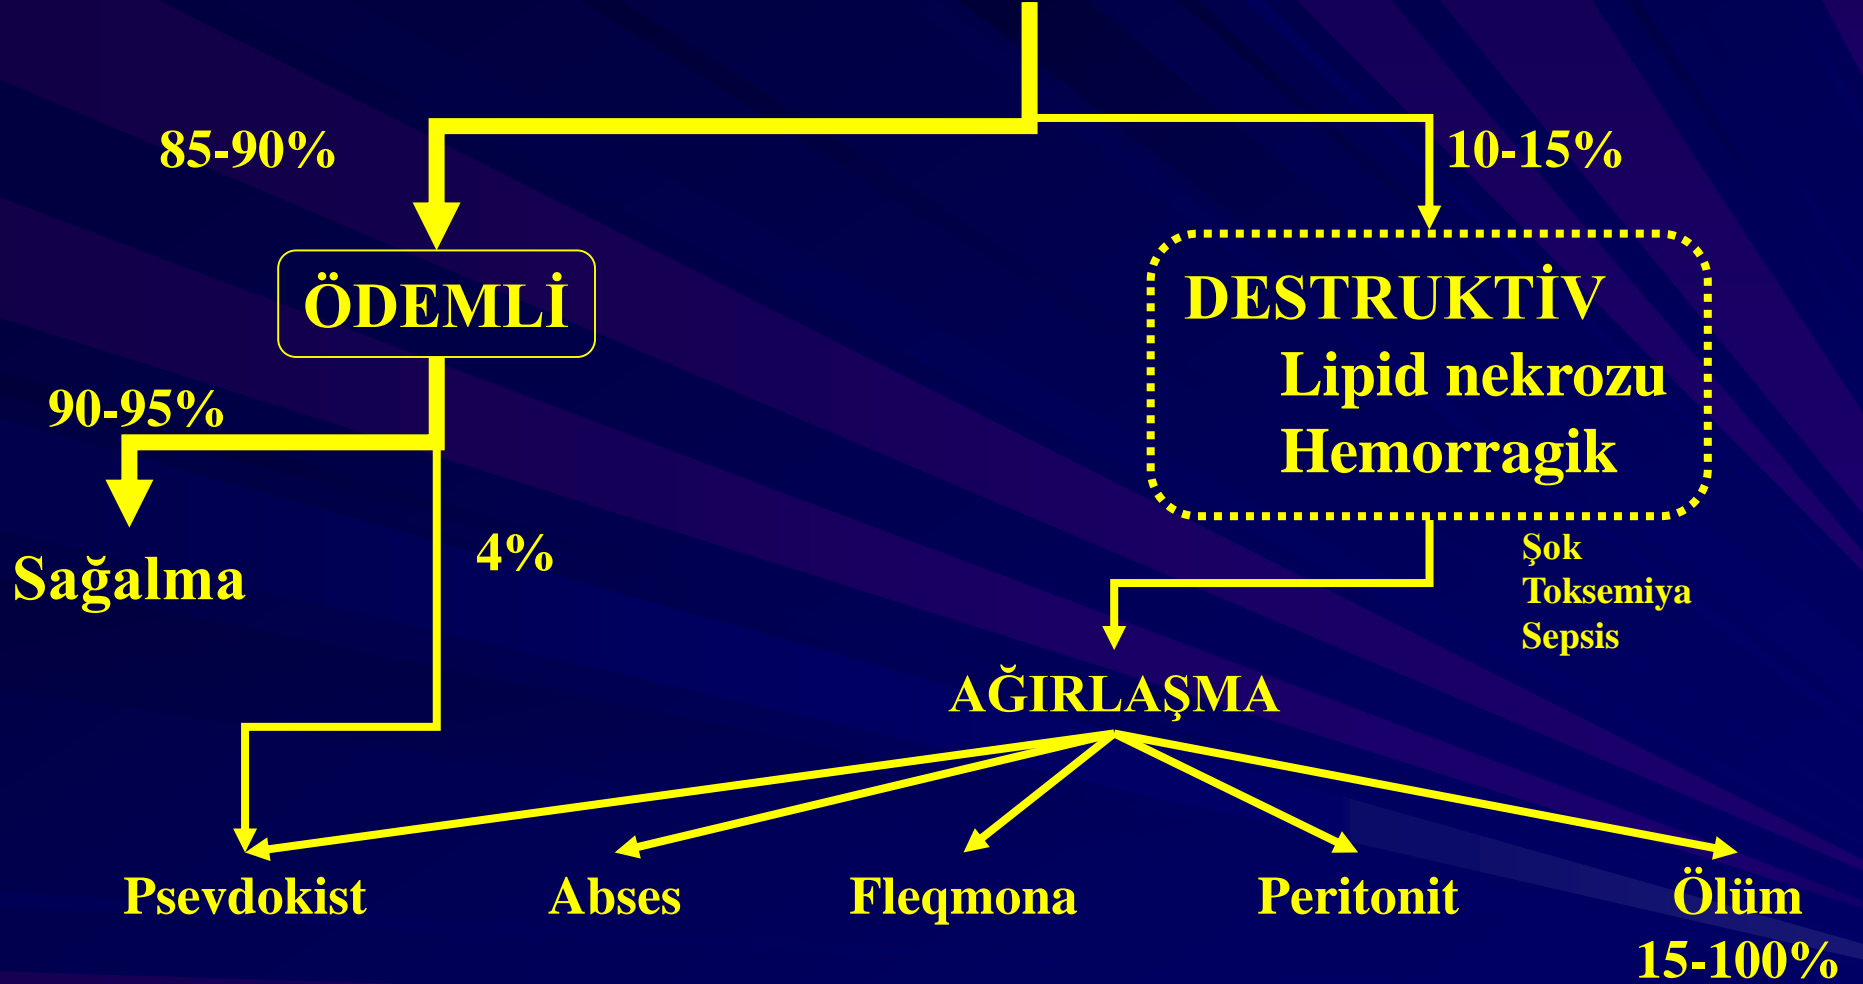 85-90%
10-15%
ÖDEMLİ
DESTRUKTİV
Lipid nekrozu
Hemorragik
90-95%
Sağalma
4%
Şok
Toksemiya
Sepsis
AĞIRLAŞMA
Psevdokist
Abses
Fleqmona
Peritonit
Ölüm
15-100%